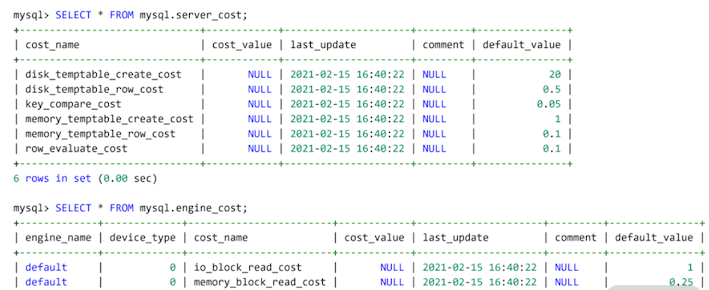 mysql> SELECT * FROM mysql.server_cost;
+------------------------------+------------+---------------------+---------+---------------+
| cost_name | cost_value | last_update | comment | default_value |
+------------------------------+------------+---------------------+---------+---------------+
| disk_temptable_create_cost | NULL | 2021-02-15 16:40:22 | NULL | 20 |
| disk_temptable_row_cost | NULL | 2021-02-15 16:40:22 | NULL | 0.5 |
| key_compare_cost | NULL | 2021-02-15 16:40:22 | NULL | 0.05 |
| memory_temptable_create_cost | NULL | 2021-02-15 16:40:22 | NULL | 1 |
| memory_temptable_row_cost | NULL | 2021-02-15 16:40:22 | NULL | 0.1 |
| row_evaluate_cost | NULL | 2021-02-15 16:40:22 | NULL | 0.1 |
+------------------------------+------------+---------------------+---------+---------------+
6 rows in set (0.00 sec)
mysql> SELECT * FROM mysql.engine_cost;
+-------------+-------------+------------------------+------------+---------------------+---------+---------------+
| engine_name | device_type | cost_name | cost_value | last_update | comment | default_value |
+-------------+-------------+------------------------+------------+---------------------+---------+---------------+
| default | 0 | io_block_read_cost | NULL | 2021-02-15 16:40:22 | NULL | 1 |
| default | 0 | memory_block_read_cost | NULL | 2021-02-15 16:40:22 | NULL | 0.25 |